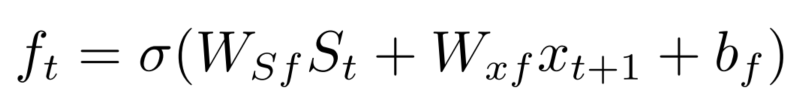 f_t = σ(W_{Sf}S_t + W_{xf}x_{t+1} + b_f)